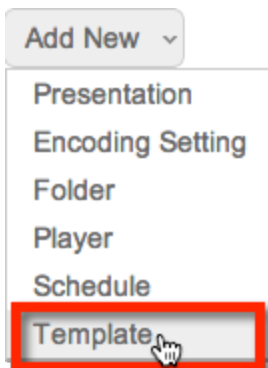 Add New
Presentation
Encoding Setting
Folder
Player
Schedule
Template